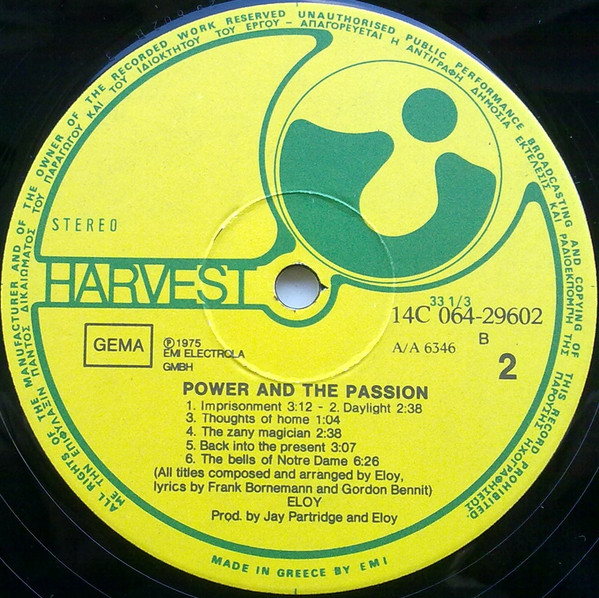 ALL RIGHTS OF THE MANUFACTURER AND OF THE OWNER OF THE RECORDED WORK RESERVED UNAUTHORISED PUBLIC PERFORMANCE BROADCASTING AND COPYING OF THIS RECORD PROHIBITED.
ΜΕ ΤΗΝ ΕΠΙΦΥΛΑΞΙΝ ΠΑΝΤΟΣ ΔΙΚΑΙΩΜΑΤΟΣ ΤΟΥ ΠΑΡΑΓΩΓΟΥ ΚΑΙ ΤΟΥ ΙΔΙΟΚΤΗΤΟΥ ΤΟΥ ΕΡΓΟΥ - ΑΠΑΓΟΡΕΥΕΤΑΙ Η ΑΝΤΙΓΡΑΦΗ ΔΗΜΟΣΙΑ ΕΚΤΕΛΕΣΙΣ ΚΑΙ ΡΑΔΙΟΕΚΠΟΜΠΗ ΤΗΣ ΠΑΡΟΥΣΗΣ ΗΧΟΓΡΑΦΗΣΕΩΣ
STEREO
HARVEST
33 1/3
14C 064-29602
GEMA
℗ 1975
EMI ELECTROLA
GMBH
A/A 6346
B
2
POWER AND THE PASSION
1. Imprisonment 3:12 - 2. Daylight 2:38
3. Thoughts of home 1:04
4. The zany magician 2:38
5. Back into the present 3:07
6. The bells of Notre Dame 6:26
(All titles composed and arranged by Eloy,
lyrics by Frank Bornemann and Gordon Bennit)
ELOY
Prod. by Jay Partridge and Eloy
MADE IN GREECE BY EMI